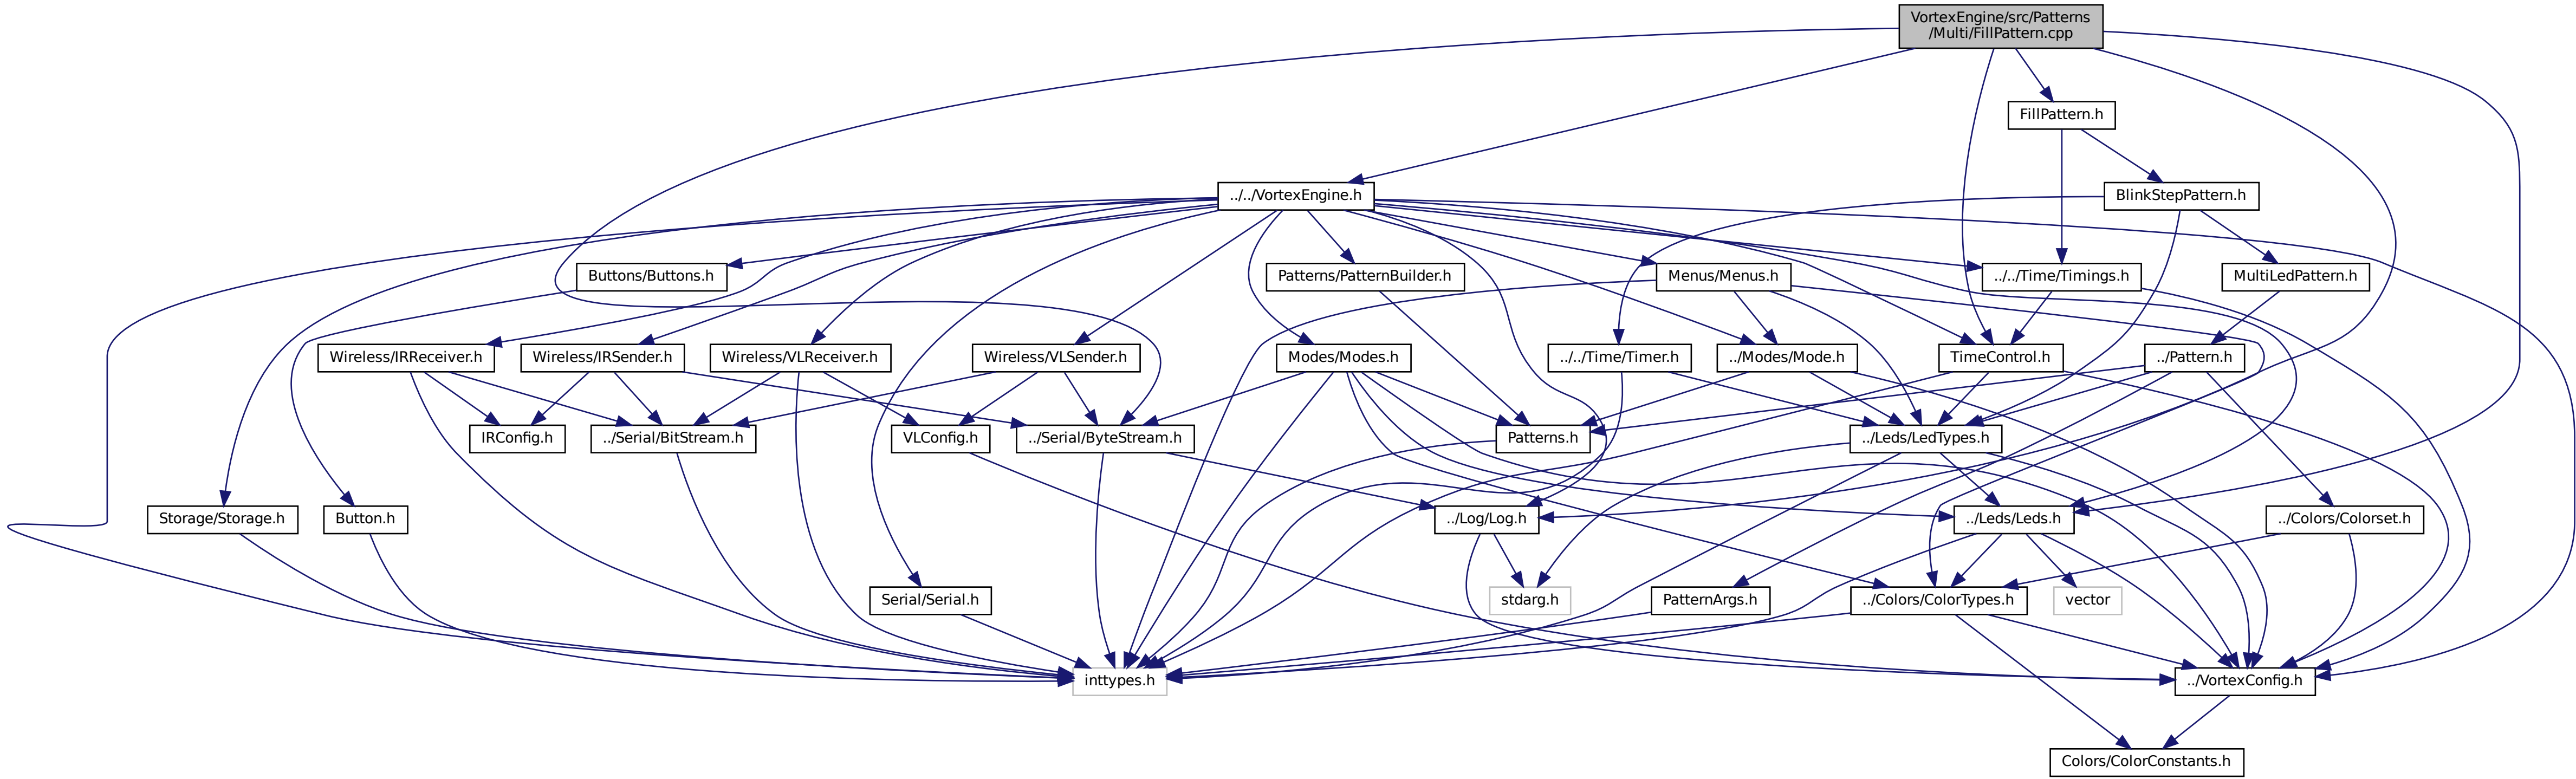 VortexEngine/src/Patterns
/Multi/FillPattern.cpp
FillPattern.h
../../VortexEngine.h
BlinkStepPattern.h
Buttons/Buttons.h
Patterns/PatternBuilder.h
Menus/Menus.h
../../Time/Timings.h
MultiLedPattern.h
Wireless/IRReceiver.h
Wireless/IRSender.h
Wireless/VLReceiver.h
Wireless/VLSender.h
Modes/Modes.h
../../Time/Timer.h
../Modes/Mode.h
TimeControl.h
../Pattern.h
IRConfig.h
../Serial/BitStream.h
VLConfig.h
../Serial/ByteStream.h
Patterns.h
../Leds/LedTypes.h
Storage/Storage.h
Button.h
../Log/Log.h
../Leds/Leds.h
../Colors/Colorset.h
Serial/Serial.h
stdarg.h
PatternArgs.h
../Colors/ColorTypes.h
vector
inttypes.h
../VortexConfig.h
Colors/ColorConstants.h